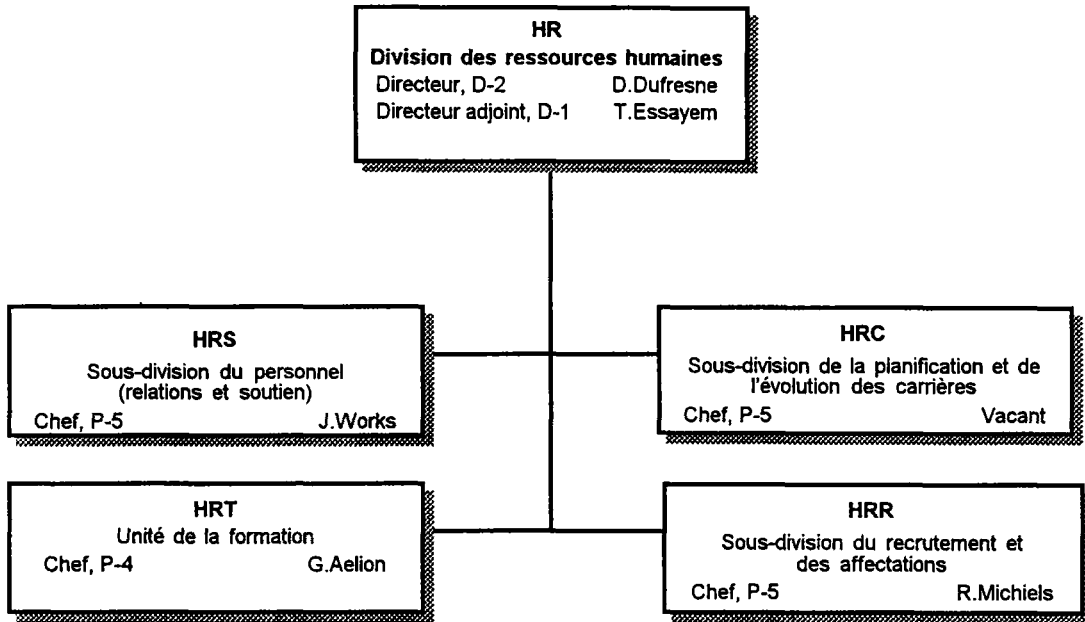 HR
Division des ressources humaines
Directeur, D-2 D.Dufresne
Directeur adjoint, D-1 T.Essayem
HRS
Sous-division du personnel
(relations et soutien)
Chef, P-5 J.Works
HRC
Sous-division de la planification et de
l'évolution des carrières
Chef, P-5 Vacant
HRT
Unité de la formation
Chef, P-4 G.Aelion
HRR
Sous-division du recrutement et
des affectations
Chef, P-5 R.Michiels